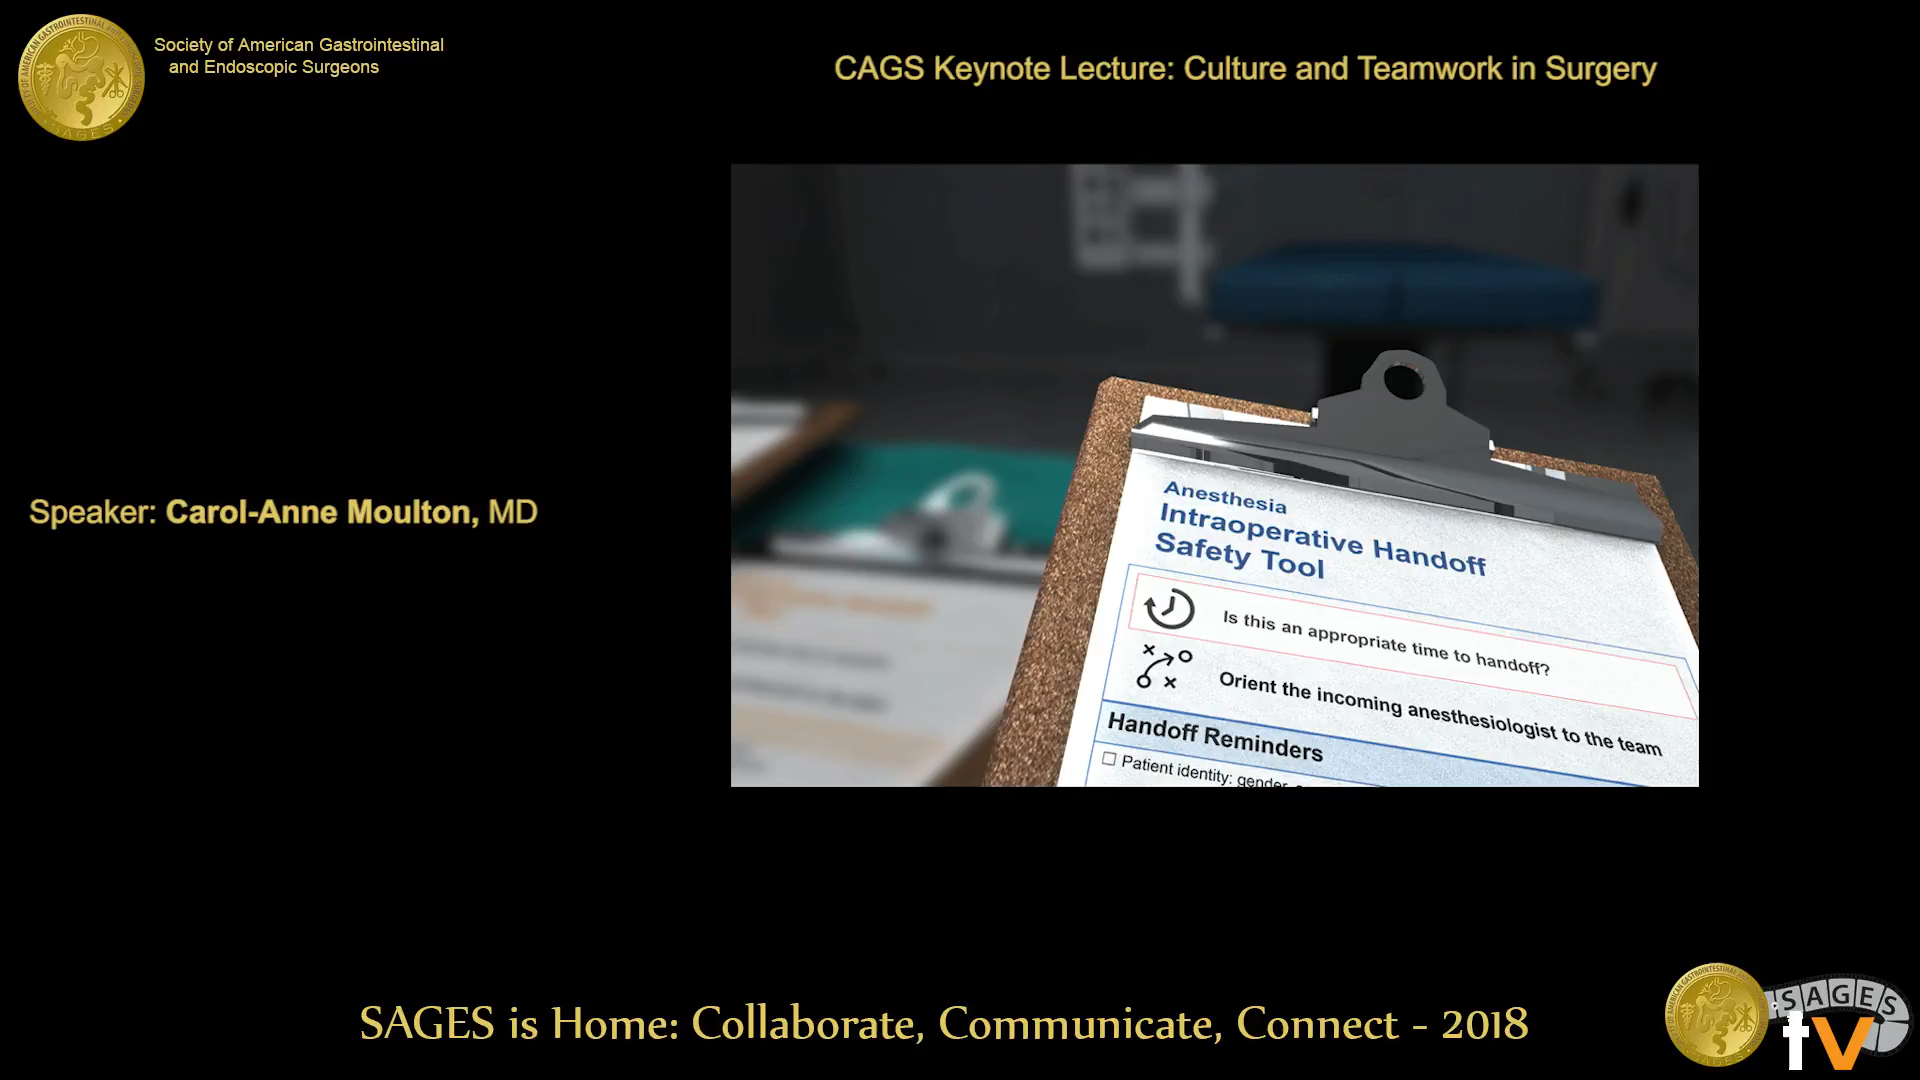 Society of American Gastrointestinal
and Endoscopic Surgeons
CAGS Keynote Lecture: Culture and Teamwork in Surgery
Speaker: Carol-Anne Moulton, MD
Anesthesia
Intraoperative Handoff
Safety Tool
Is this an appropriate time to handoff?
Orient the incoming anesthesiologist to the team
Handoff Reminders
Patient identity: gender,
SAGES is Home: Collaborate, Communicate, Connect - 2018
SAGES
SAGES
tv